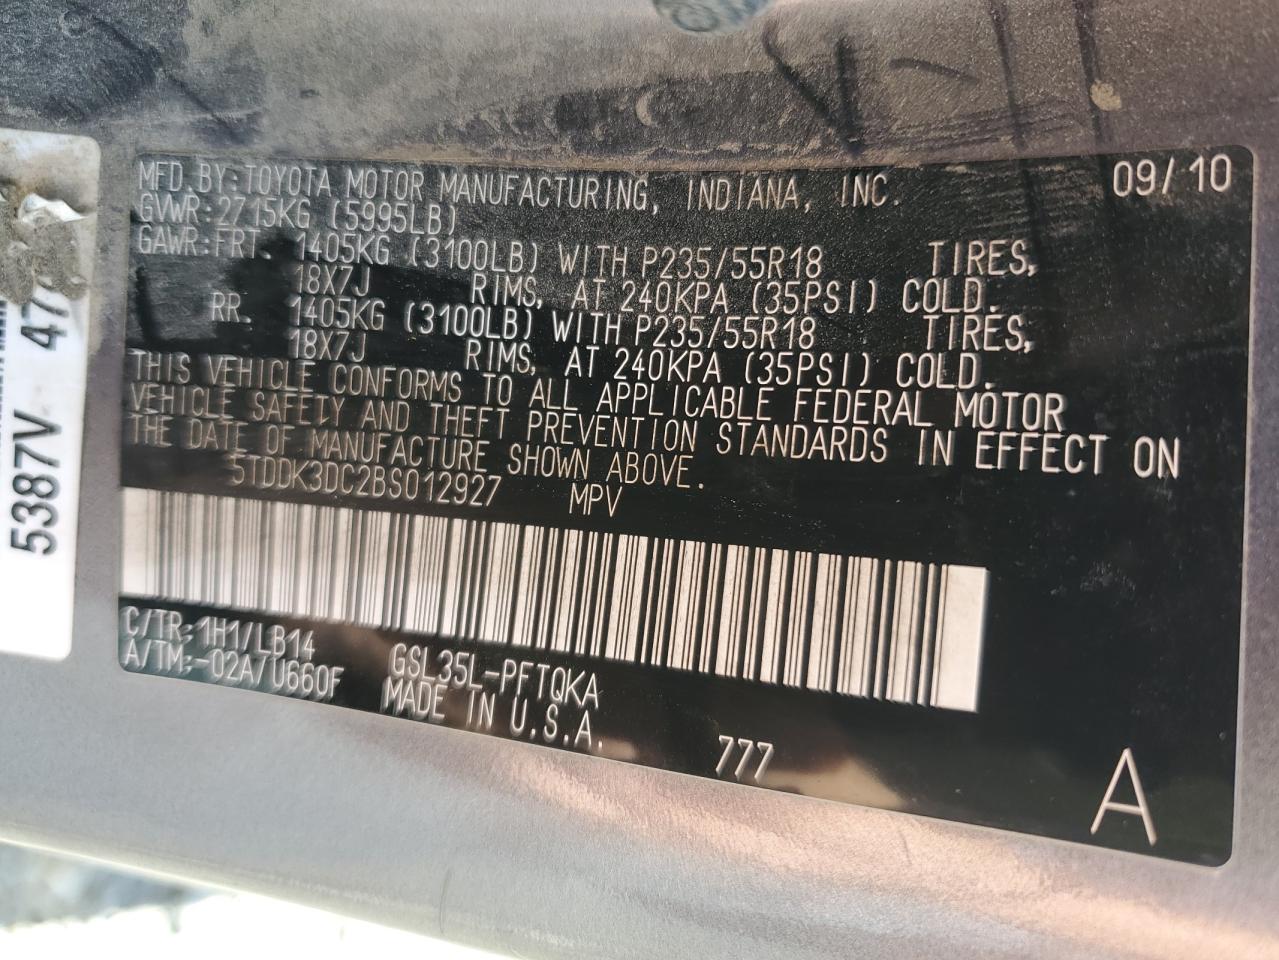 MFD.BY:TOYOTA MOTOR MANUFACTURING, INDIANA, INC. 09/10
GVWR:2715KG (5995LB)
GAWR:FRT. 1405KG (3100LB) WITH P235/55R18 TIRES,
18X7J RIMS, AT 240KPA (35PSI) COLD.
RR. 1405KG (3100LB) WITH P235/55R18 TIRES,
18X7J RIMS, AT 240KPA (35PSI) COLD.
THIS VEHICLE CONFORMS TO ALL APPLICABLE FEDERAL MOTOR
VEHICLE SAFETY AND THEFT PREVENTION STANDARDS IN EFFECT ON
THE DATE OF MANUFACTURE SHOWN ABOVE.
5TDDK3DC2BS012927 MPV
C/TR:1H1/LB14 GSL35L-PFTQKA
A/TM:-02A/U660F MADE IN U.S.A.
777
A
5387V